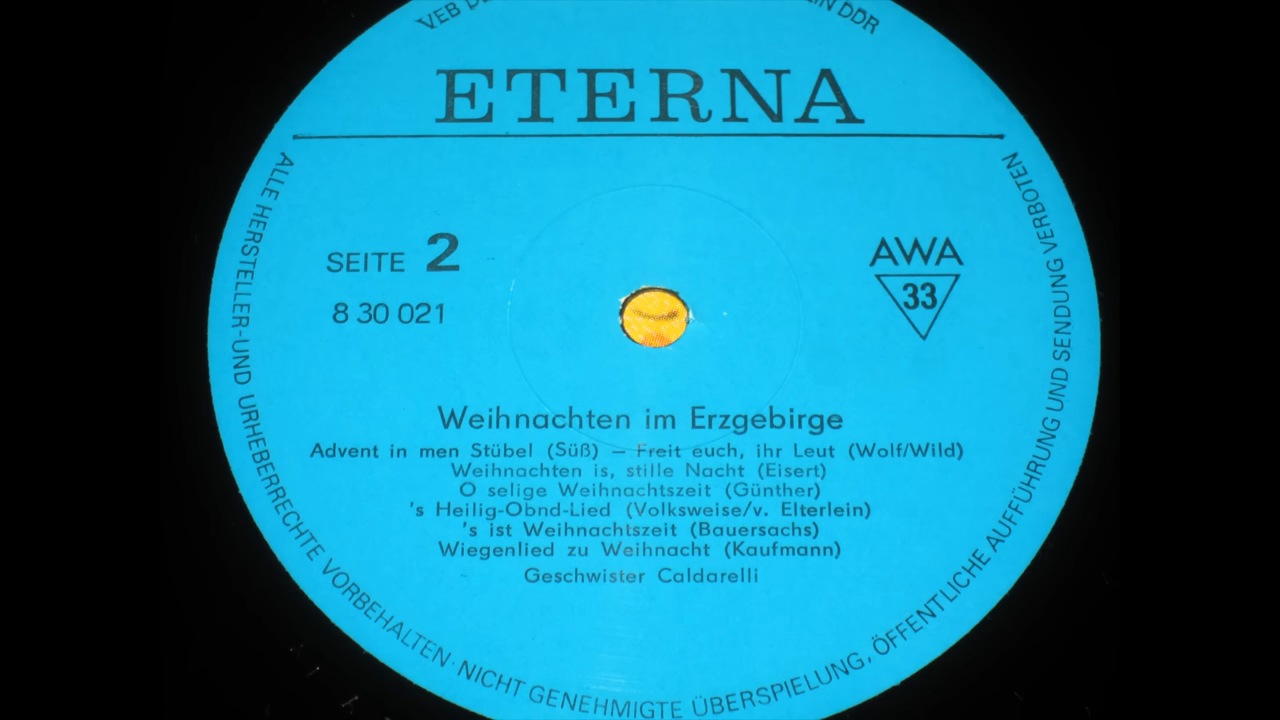 VEB
DDR
ETERNA
SEITE 2
8 30 021
AWA
33
Weihnachten im Erzgebirge
Advent in men Stübel (Süß) – Freit euch, ihr Leut (Wolf/Wild)
Weihnachten is, stille Nacht (Eisert)
O selige Weihnachtszeit (Günther)
's Heilig-Obnd-Lied (Volksweise/v. Elterlein)
's ist Weihnachtszeit (Bauersachs)
Wiegenlied zu Weihnacht (Kaufmann)
Geschwister Caldarelli
ALLE HERSTELLER-UND URHEBERRECHTE VORBEHALTEN· NICHT GENEHMIGTE ÜBERSPIELUNG, ÖFFENTLICHE AUFFÜHRUNG UND SENDUNG VERBOTEN